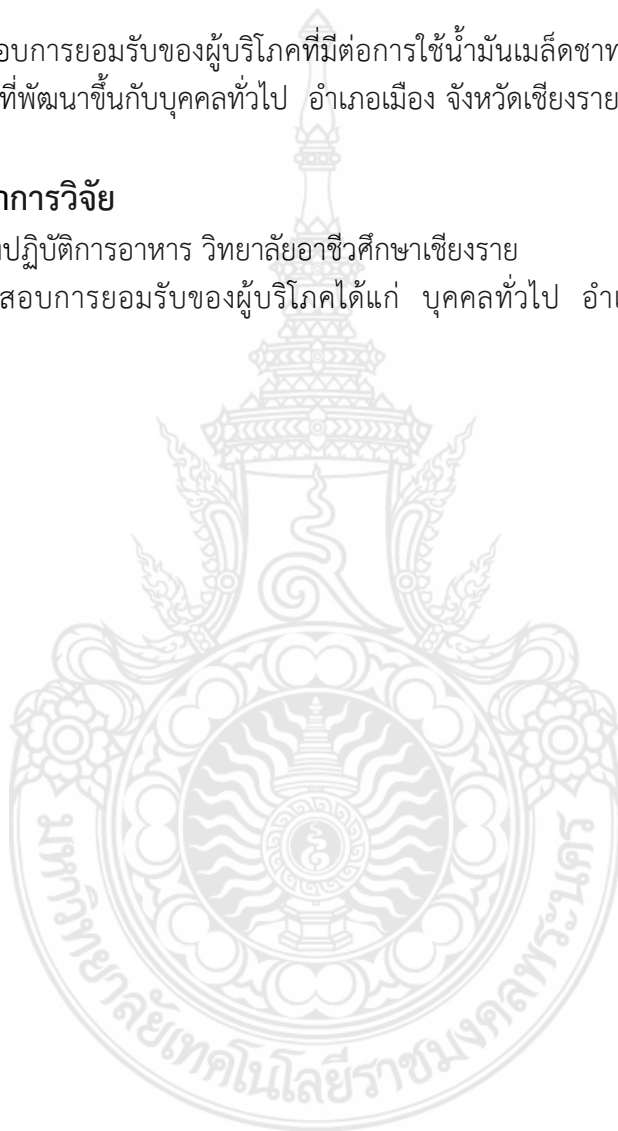 อบการยอมรับของผู้บริโภคที่มีต่อการใช้น้ำมันเมล็ดชาท
ที่พัฒนาขึ้นกับบุคคลทั่วไป อำเภอเมือง จังหวัดเชียงราย
าการวิจัย
งปฏิบัติการอาหาร วิทยาลัยอาชีวศึกษาเชียงราย
สอบการยอมรับของผู้บริโภคได้แก่ บุคคลทั่วไป อำเ
มหาวิทยาลัยเทคโนโลยีราชมงคลพระนคร